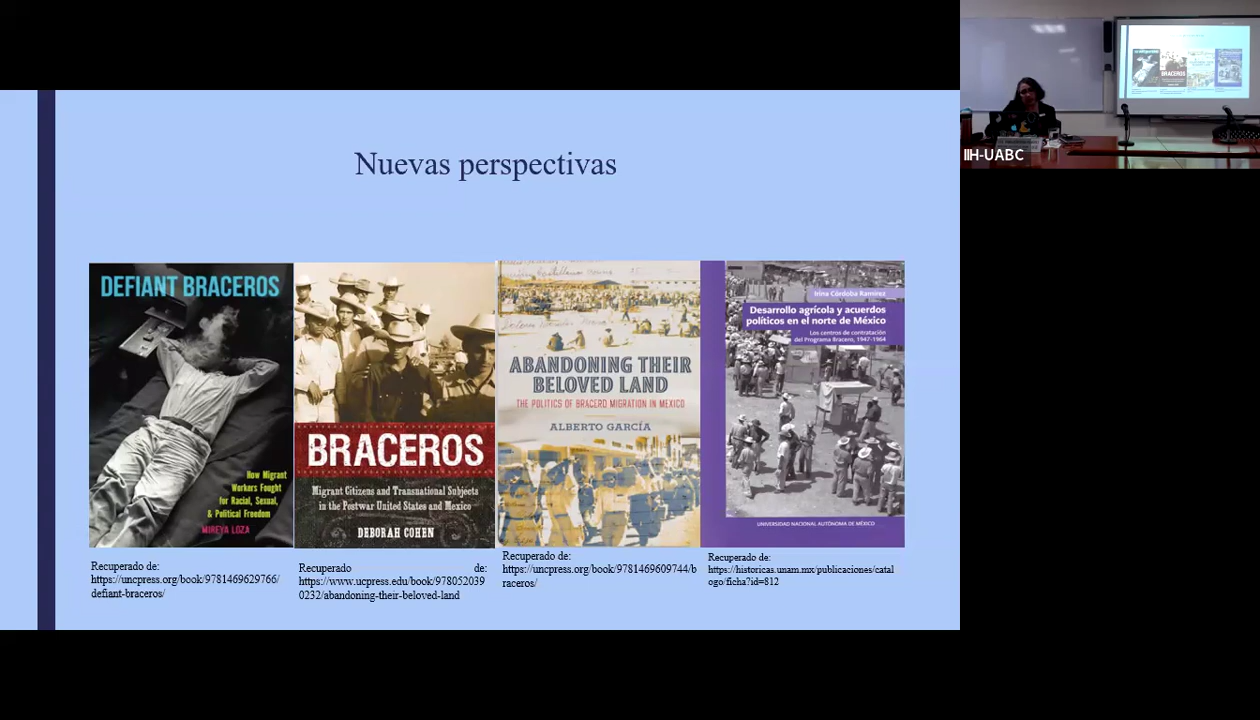 Nuevas perspectivas
DEFIANT BRACEROS
How Migrant
Workers Fought
for Racial, Sexual,
& Political Freedom
MIREYA LOZA
BRACEROS
Migrant Citizens and Transnational Subjects
in the Postwar United States and Mexico
DEBORAH COHEN
ABANDONING THEIR
BELOVED LAND
THE POLITICS OF BRACERO MIGRATION IN MEXICO
ALBERTO GARCÍA
Irina Córdoba Ramírez
Desarrollo agrícola y acuerdos
políticos en el norte de México
Los centros de contratación
del Programa Bracero, 1947-1964
UNIVERSIDAD NACIONAL AUTÓNOMA DE MÉXICO
Recuperado de:
https://uncpress.org/book/9781469629766/
defiant-braceros/
Recuperado de:
https://www.ucpress.edu/book/978052039
0232/abandoning-their-beloved-land
Recuperado de:
https://uncpress.org/book/9781469609744/b
raceros/
Recuperado de:
https://historicas.unam.mx/publicaciones/catal
ogo/ficha?id=812
IIH-UABC
BRACEROS